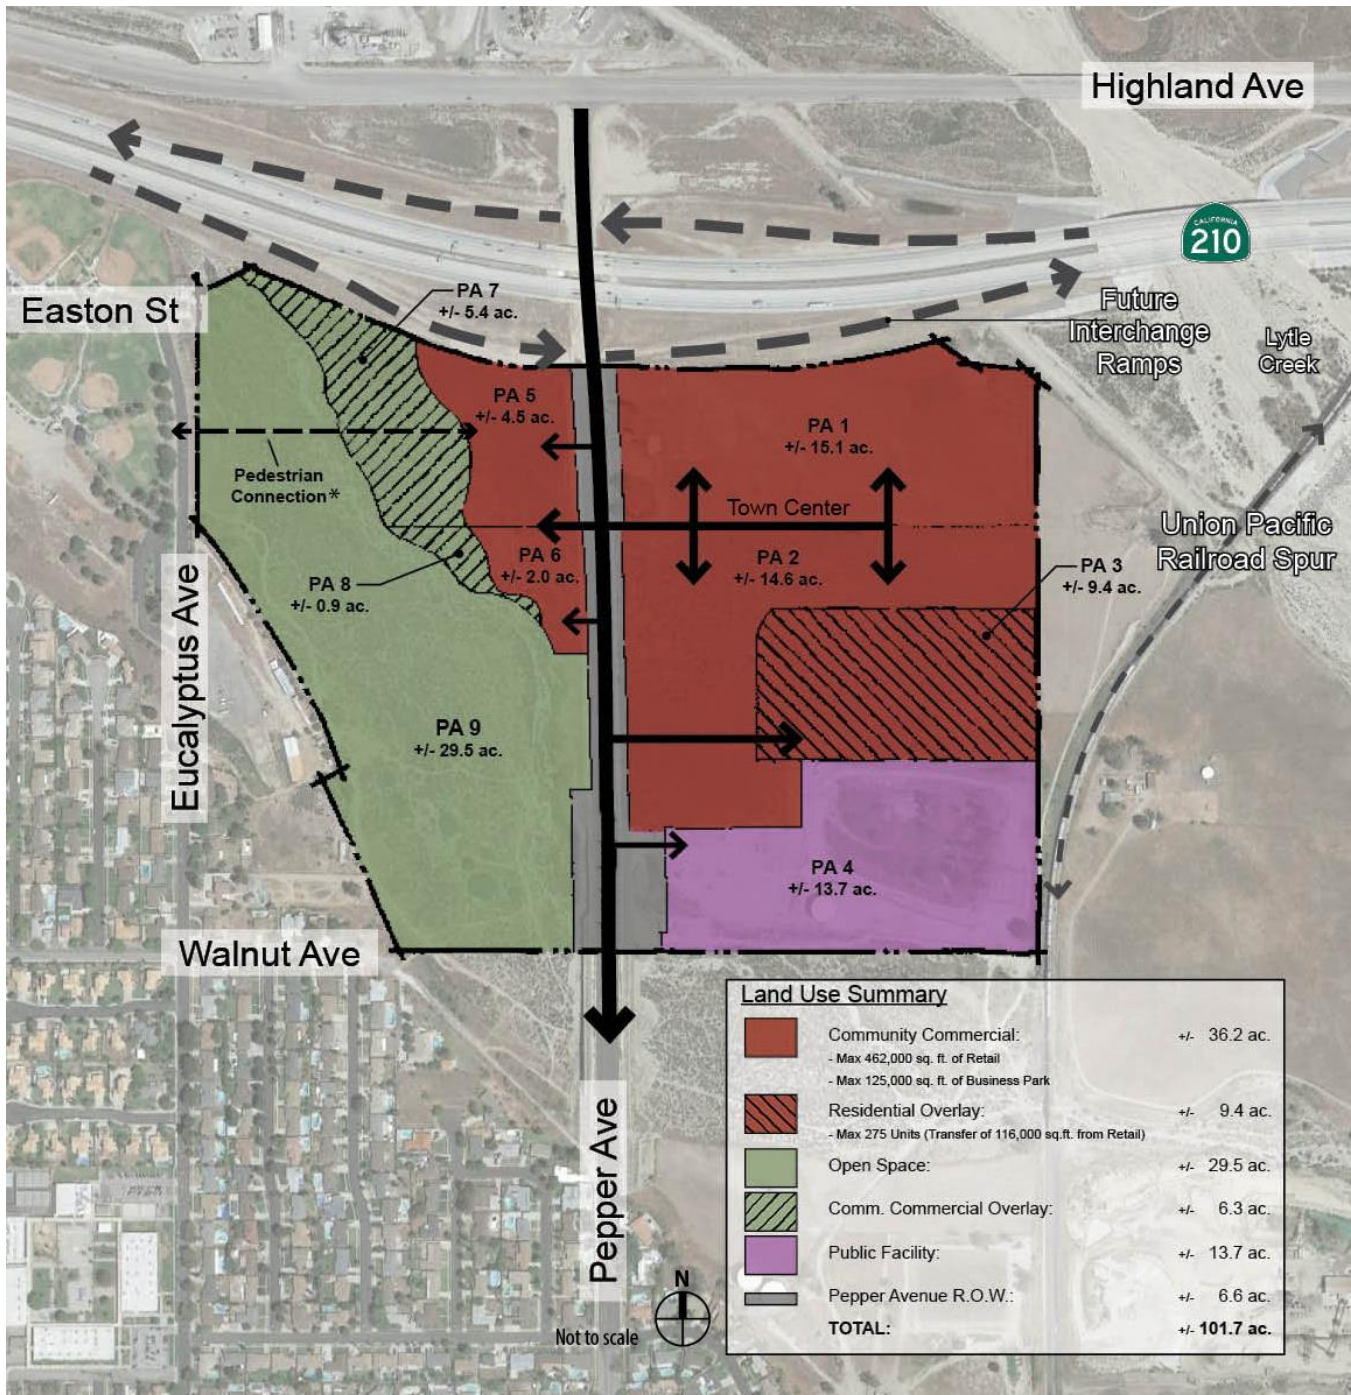 Highland Ave
CALIFORNIA
210
Easton St
PA 7
+/- 5.4 ac.
Future
Interchange
Ramps
Lytle
Creek
PA 5
+/- 4.5 ac.
PA 1
+/- 15.1 ac.
Pedestrian
Connection*
Town Center
Union Pacific
Railroad Spur
PA 6
+/- 2.0 ac.
PA 2
+/- 14.6 ac.
PA 3
+/- 9.4 ac.
PA 8
+/- 0.9 ac.
Eucalyptus Ave
PA 9
+/- 29.5 ac.
PA 4
+/- 13.7 ac.
Walnut Ave
Pepper Ave
Land Use Summary
Community Commercial: +/- 36.2 ac.
- Max 462,000 sq. ft. of Retail
- Max 125,000 sq. ft. of Business Park
Residential Overlay: +/- 9.4 ac.
- Max 275 Units (Transfer of 116,000 sq.ft. from Retail)
Open Space: +/- 29.5 ac.
Comm. Commercial Overlay: +/- 6.3 ac.
Public Facility: +/- 13.7 ac.
Pepper Avenue R.O.W.: +/- 6.6 ac.
TOTAL: +/- 101.7 ac.
N
Not to scale